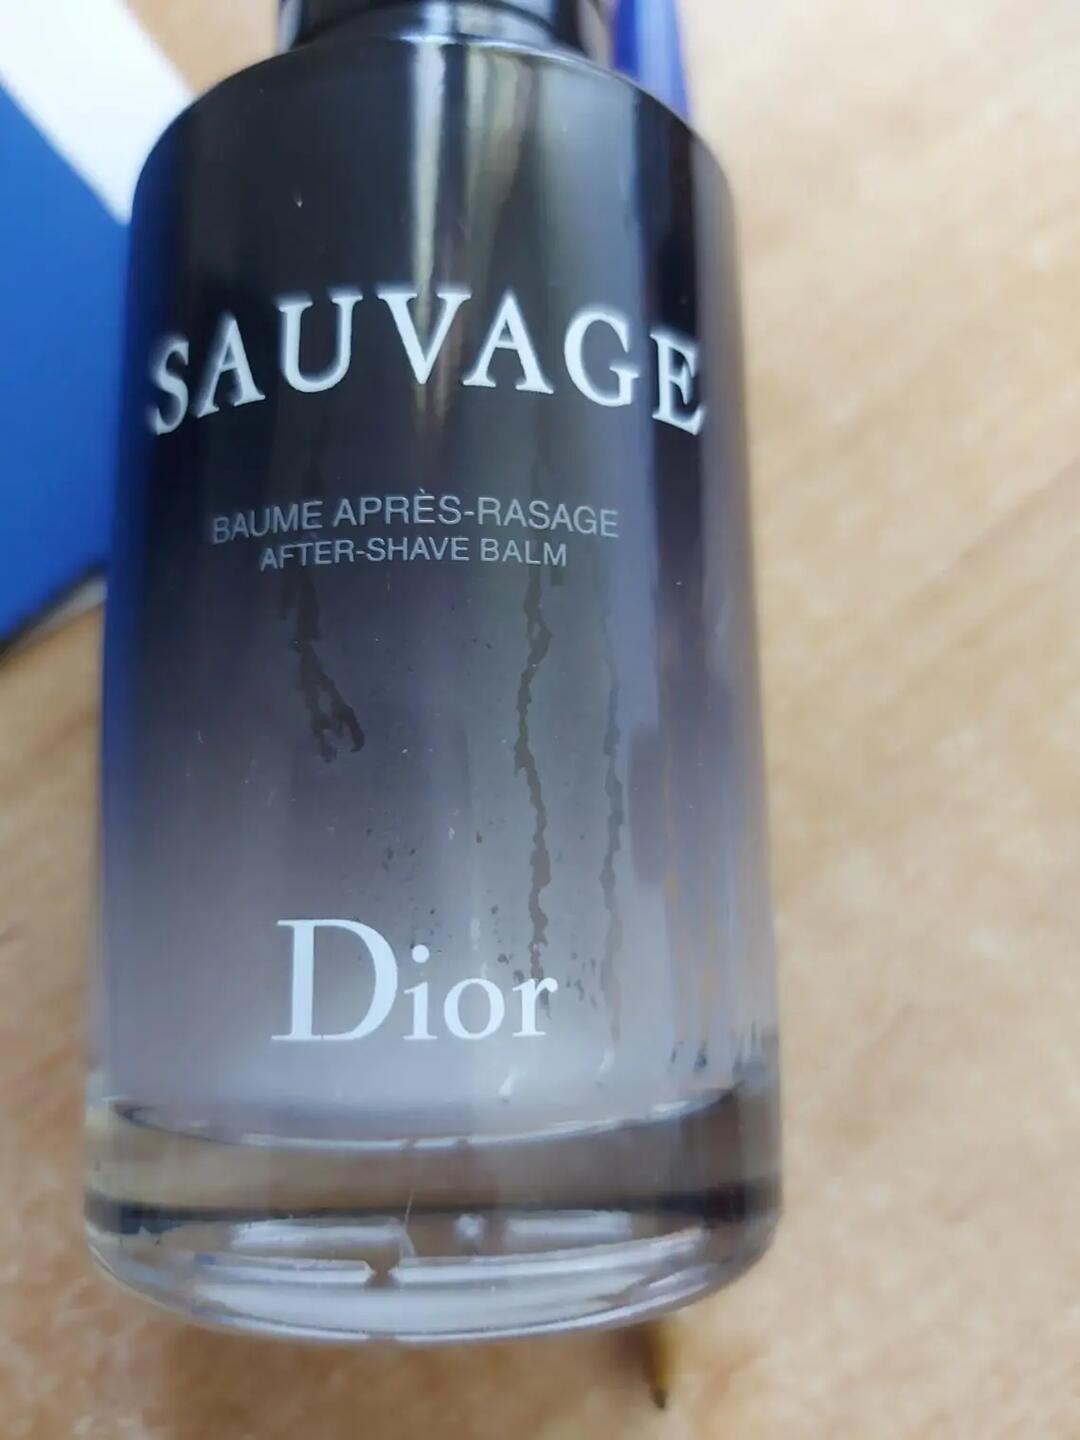 SAUVAGE
BAUME APRÈS-RASAGE
AFTER-SHAVE BALM
Dior